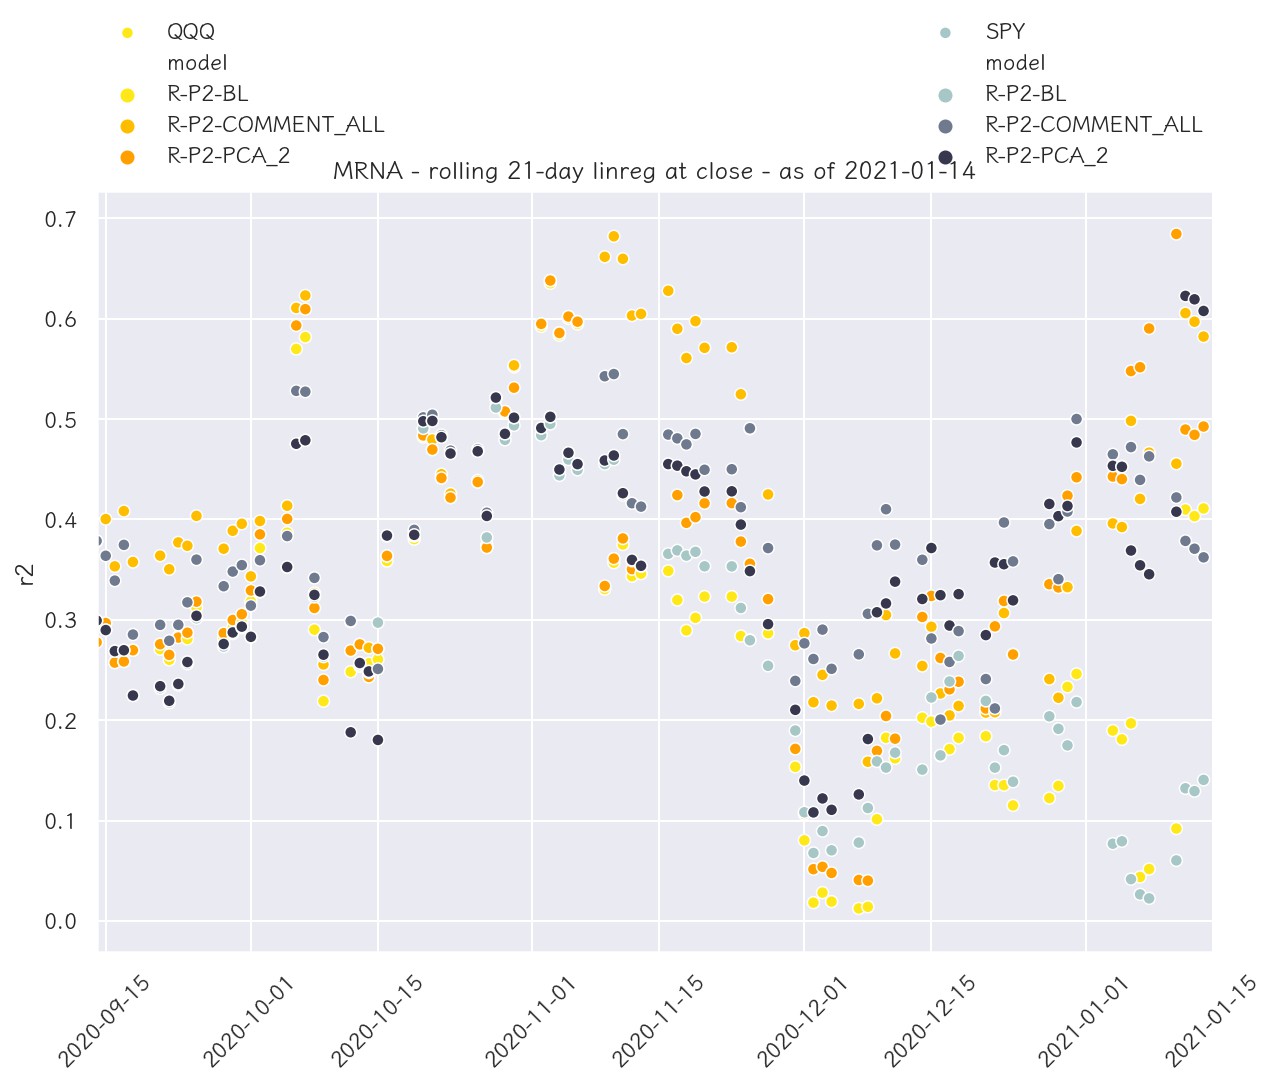 QQQ
model
R-P2-BL
R-P2-COMMENT_ALL
R-P2-PCA_2
SPY
model
R-P2-BL
R-P2-COMMENT_ALL
R-P2-PCA_2
MRNA - rolling 21-day linreg at close - as of 2021-01-14
r2
0.7
0.6
0.5
0.4
0.3
0.2
0.1
0.0
2020-09-15
2020-10-01
2020-10-15
2020-11-01
2020-11-15
2020-12-01
2020-12-15
2021-01-01
2021-01-15